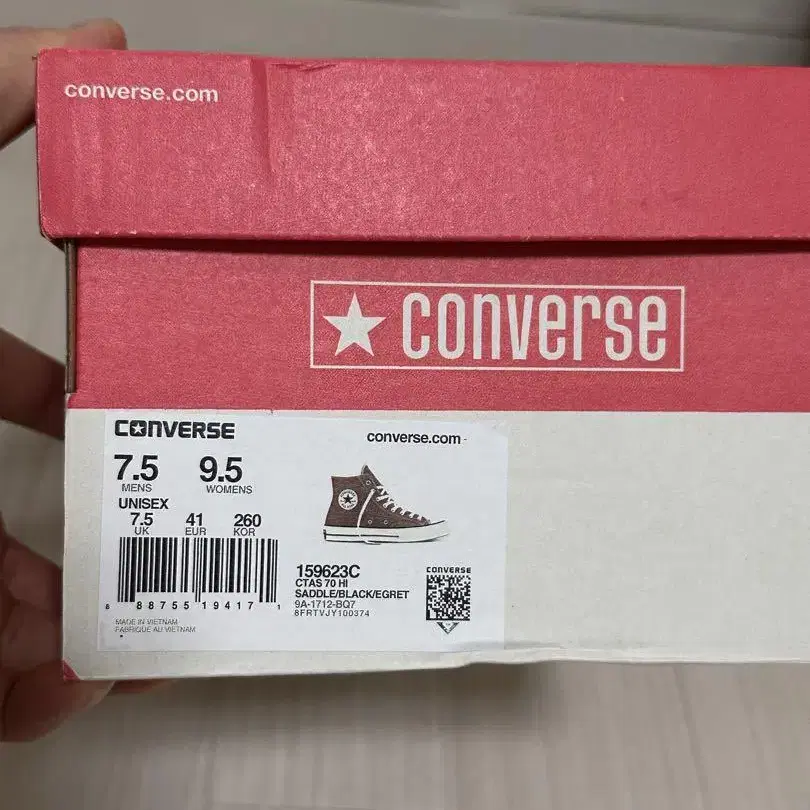 converse.com
CONVERSE
CONVERSE
converse.com
7.5 9.5
MENS WOMENS
UNISEX
7.5 41 260
UK EUR KOR
8 88755 19417 1
159623C
CTAS 70 HI
SADDLE/BLACK/EGRET
9A-1712-BQ7
8FRTVJY100374
CONVERSE
MADE IN VIETNAM
FABRIQUE AU VIETNAM